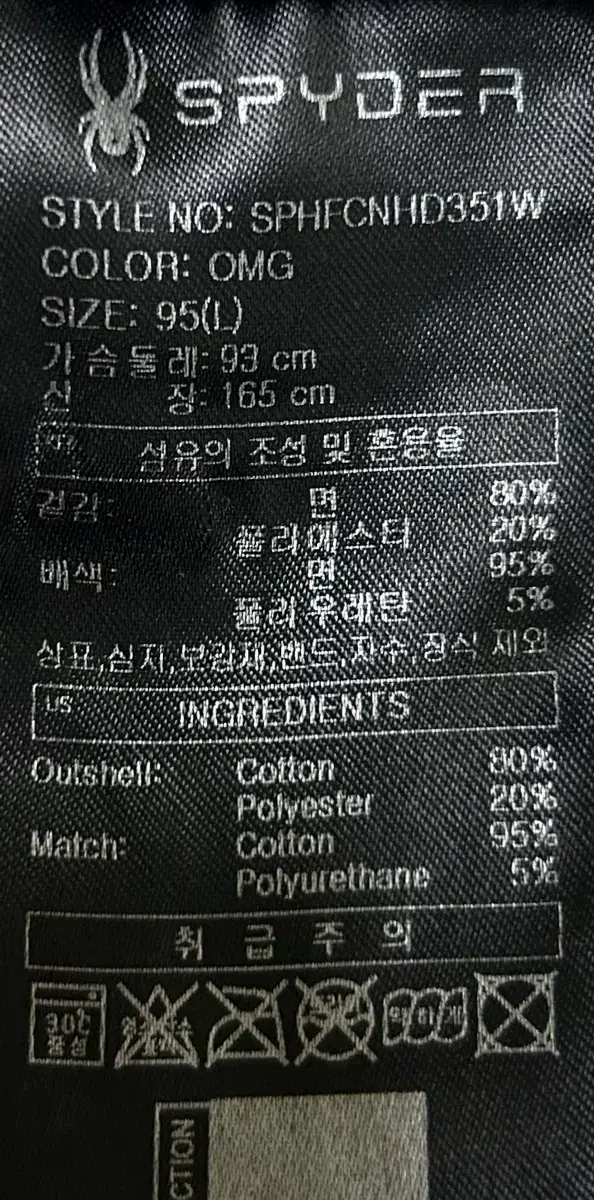 SPYDER
STYLE NO: SPHFCNHD351W
COLOR: OMG
SIZE: 95(L)
가슴둘레: 93 cm
신 장: 165 cm
섬유의 조성 및 혼용율
겉감: 면 80%
폴리에스터 20%
배색: 면 95%
폴리우레탄 5%
상표,심지,보강재,밴드,자수,장식 제외
US INGREDIENTS
Outshell: Cotton 80%
Polyester 20%
Match: Cotton 95%
Polyurethane 5%
취급주의
30℃ 중성 약하게
CTION